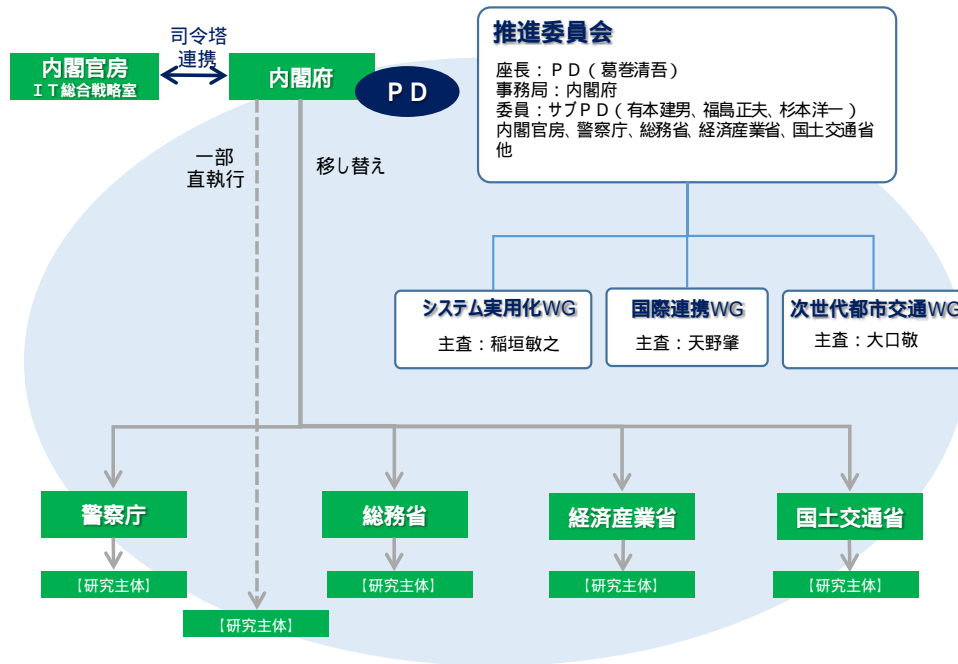 司令塔
連携
内閣官房
IT総合戦略室
内閣府
PD
推進委員会
座長：PD（葛巻清吾）
事務局：内閣府
委員：サブPD（有本建男、福島正夫、杉本洋一）
内閣官房、警察庁、総務省、経済産業省、国土交通省
他
一部
直執行
移し替え
システム実用化WG
主査：稲垣敏之
国際連携WG
主査：天野肇
次世代都市交通WG
主査：大口敬
警察庁
総務省
経済産業省
国土交通省
【研究主体】
【研究主体】
【研究主体】
【研究主体】
【研究主体】